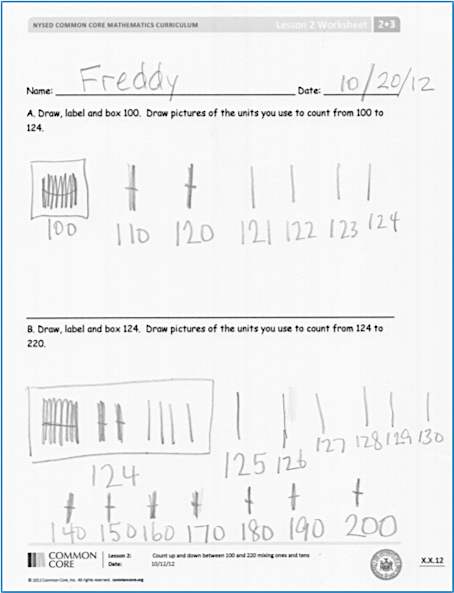 NYSED COMMON CORE MATHEMATICS CURRICULUM Lesson 2 Worksheet 2•3
Name: Freddy Date: 10/20/12
A. Draw, label and box 100. Draw pictures of the units you use to count from 100 to
124.
100 110 120 121 122 123 124
B. Draw, label and box 124. Draw pictures of the units you use to count from 124 to
220.
124 125 126 127 128 129 130
140 150 160 170 180 190 200
COMMON CORE Lesson 2: Count up and down between 100 and 220 mixing ones and tens
Date: 10/12/12 X.X.12
© 2012 Common Core, Inc. All rights reserved. commoncore.org